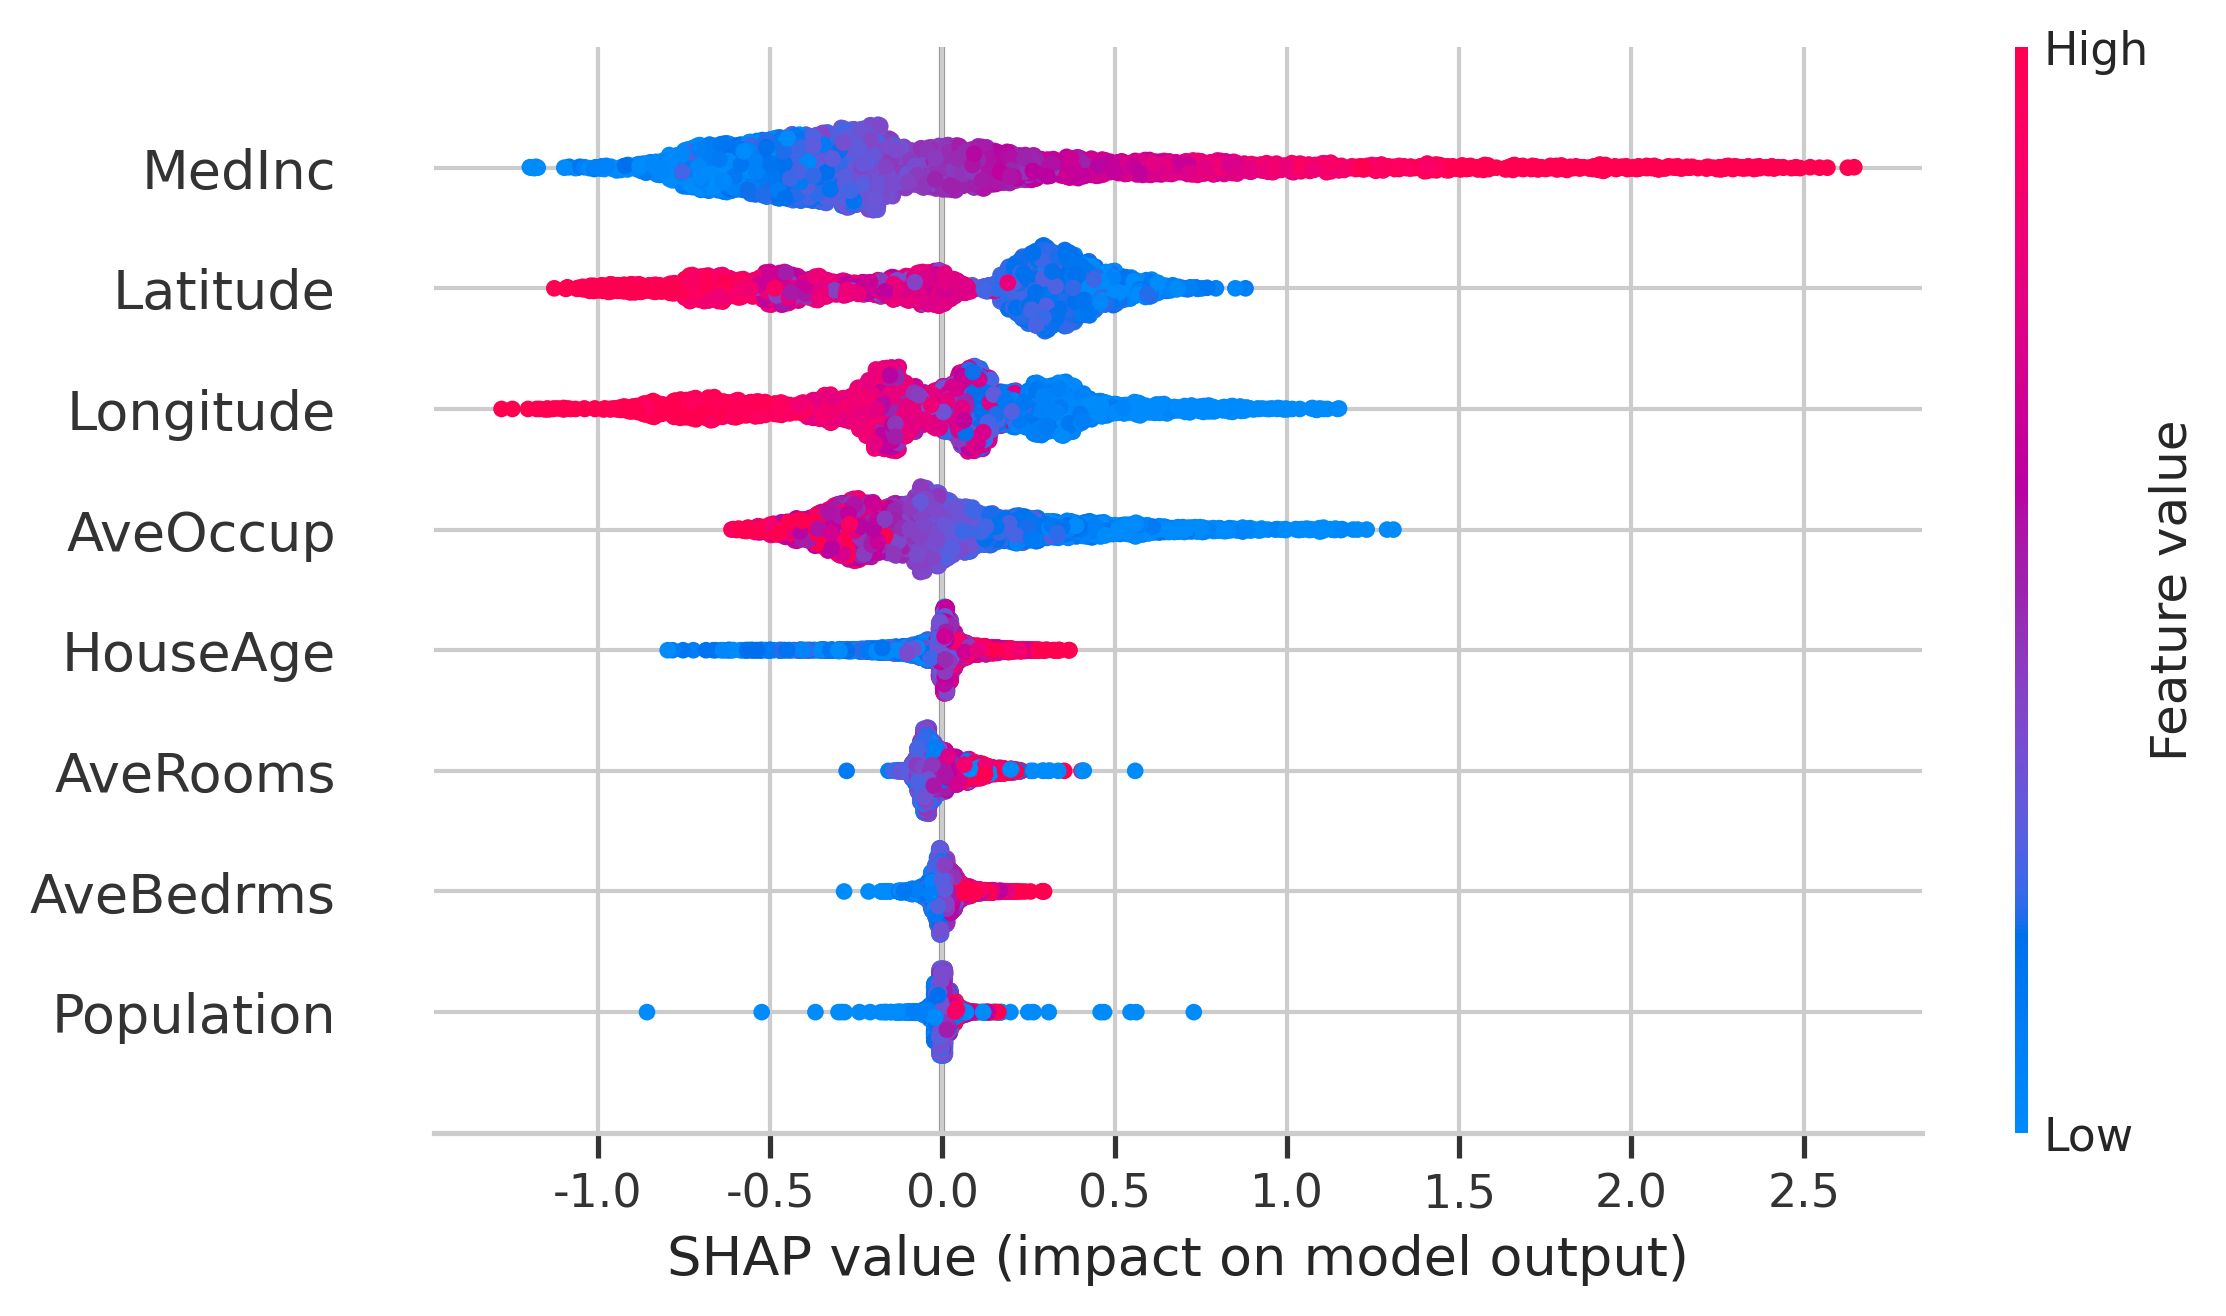 High
MedInc
Latitude
Longitude
AveOccup
HouseAge
AveRooms
AveBedrms
Population
Feature value
Low
-1.0 -0.5 0.0 0.5 1.0 1.5 2.0 2.5
SHAP value (impact on model output)